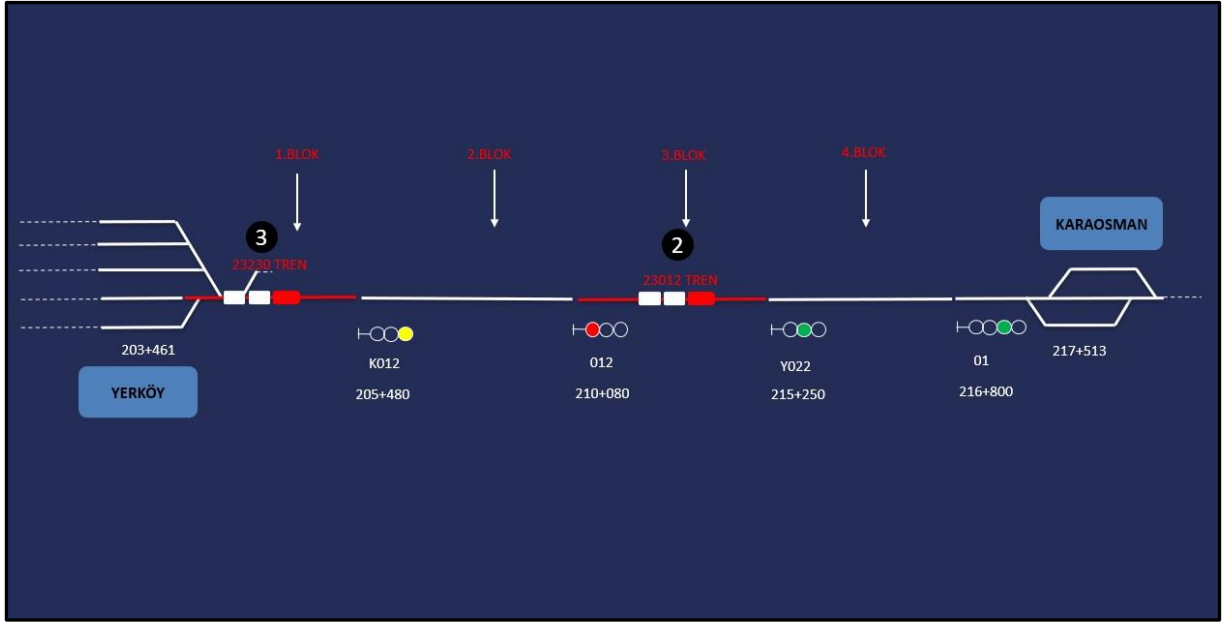 1.BLOK
2.BLOK
3.BLOK
4.BLOK
KARAOSMAN
3
2
23230 TREN
23012 TREN
203+461
K012
012
Y022
01
217+513
YERKÖY
205+480
210+080
215+250
216+800